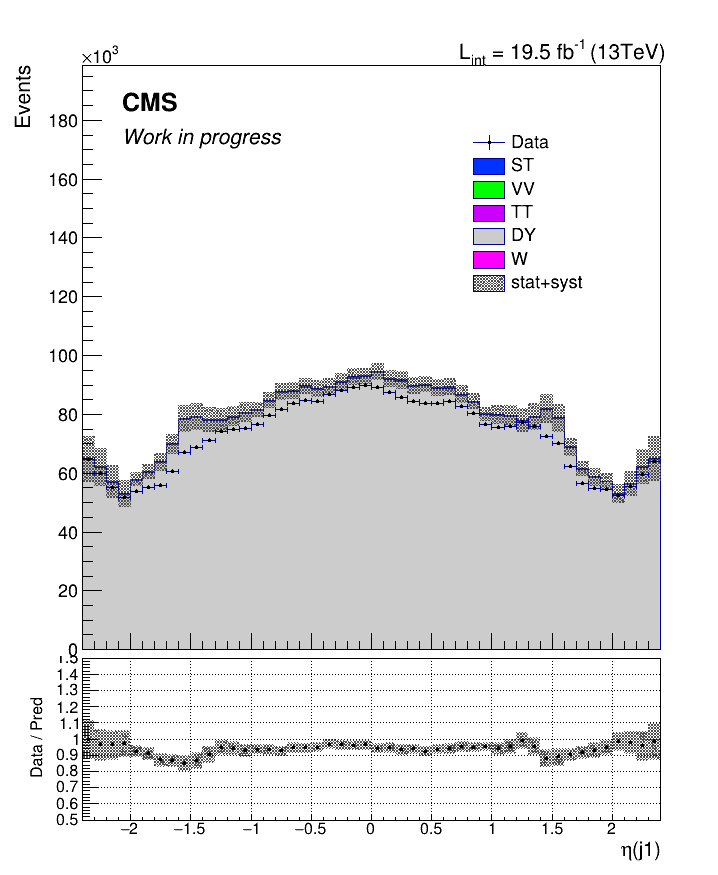 ×10³
L_int = 19.5 fb⁻¹ (13TeV)
Events
CMS
Work in progress
Data
ST
VV
TT
DY
W
stat+syst
180
160
140
120
100
80
60
40
20
0
Data / Pred
1.5
1.4
1.3
1.2
1.1
1
0.9
0.8
0.7
0.6
0.5
−2 −1.5 −1 −0.5 0 0.5 1 1.5 2
η(j1)